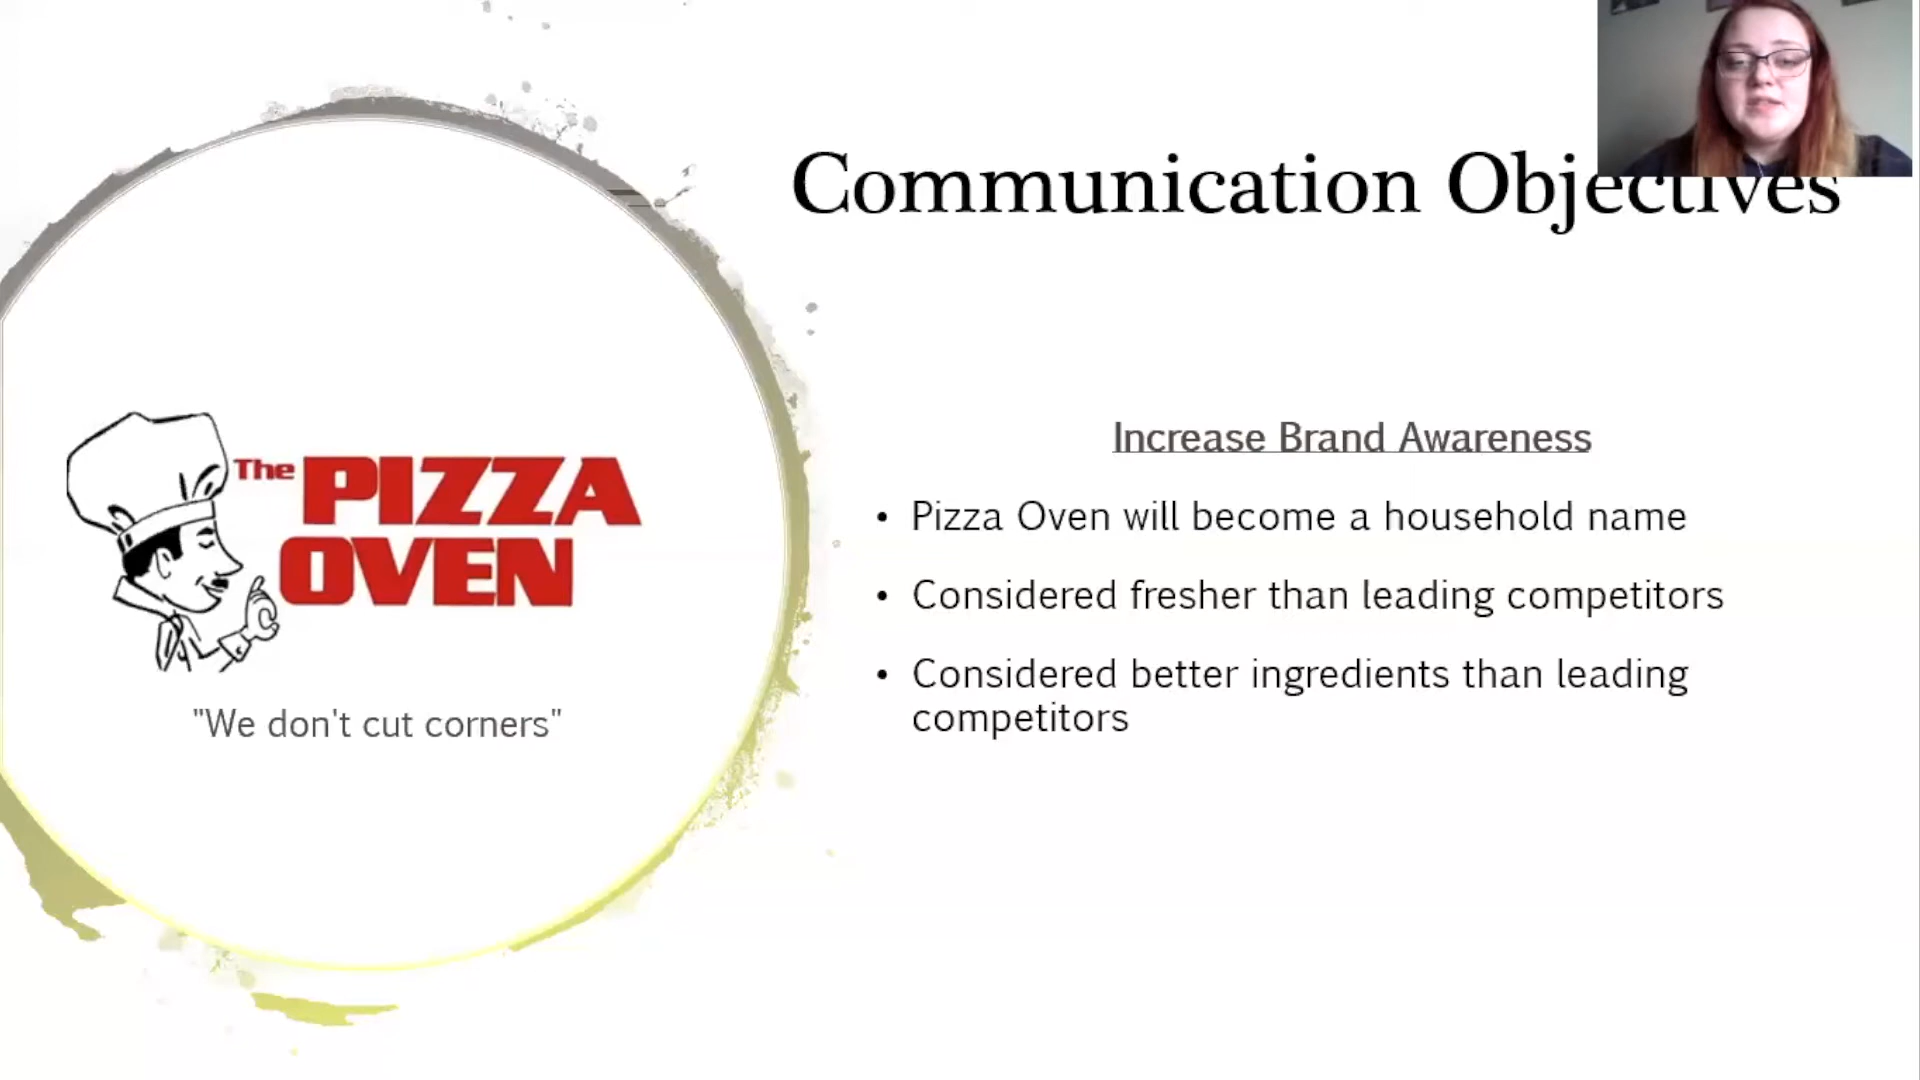 Communication Objectives
The PIZZA
OVEN
"We don't cut corners"
Increase Brand Awareness
• Pizza Oven will become a household name
• Considered fresher than leading competitors
• Considered better ingredients than leading
competitors